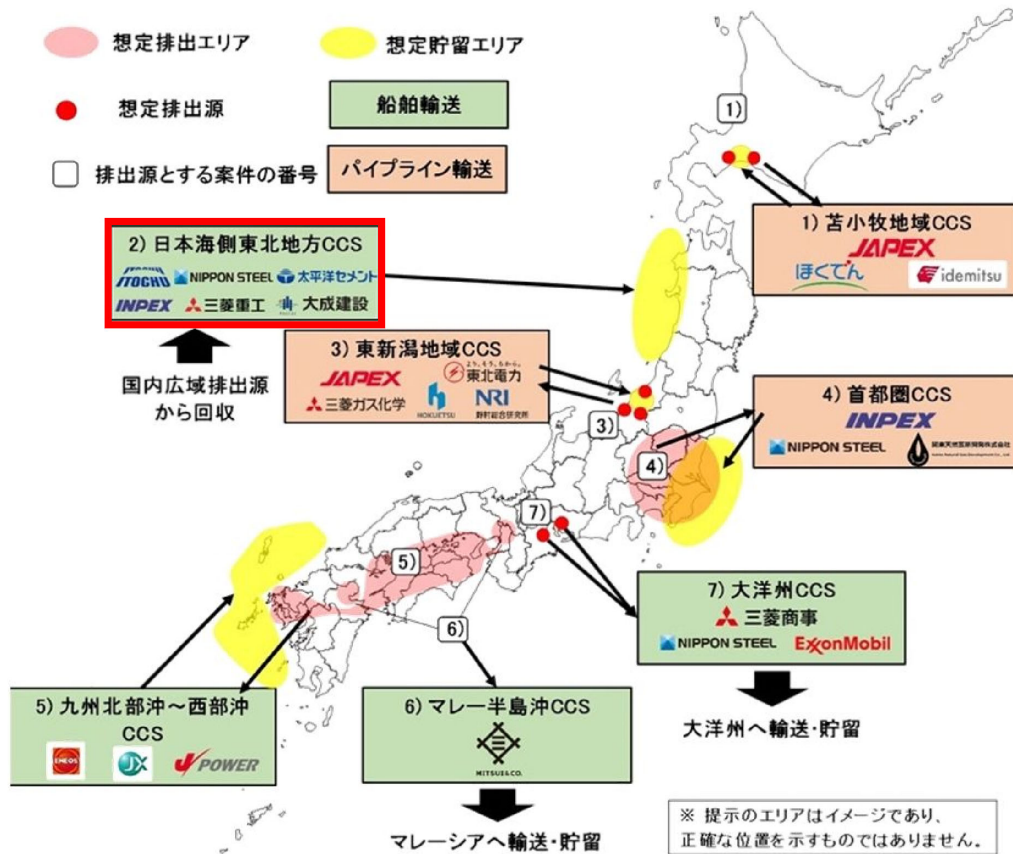 想定排出エリア
想定貯留エリア
想定排出源
船舶輸送
排出源とする案件の番号
パイプライン輸送
1)
1) 苫小牧地域CCS
JAPEX
ほくでん
idemitsu
2) 日本海側東北地方CCS
ITOCHU
NIPPON STEEL
太平洋セメント
INPEX
三菱重工
大成建設
国内広域排出源
から回収
3) 東新潟地域CCS
JAPEX
東北電力
三菱ガス化学
HOKUETSU
NRI
野村総合研究所
3)
4) 首都圏CCS
INPEX
NIPPON STEEL
関東天然瓦斯開発株式会社
4)
7)
5)
6)
7) 大洋州CCS
三菱商事
NIPPON STEEL
ExxonMobil
大洋州へ輸送・貯留
5) 九州北部沖～西部沖
CCS
ENEOS
JX
J POWER
6) マレー半島沖CCS
MITSUI & CO.
マレーシアへ輸送・貯留
※ 提示のエリアはイメージであり、
正確な位置を示すものではありません。